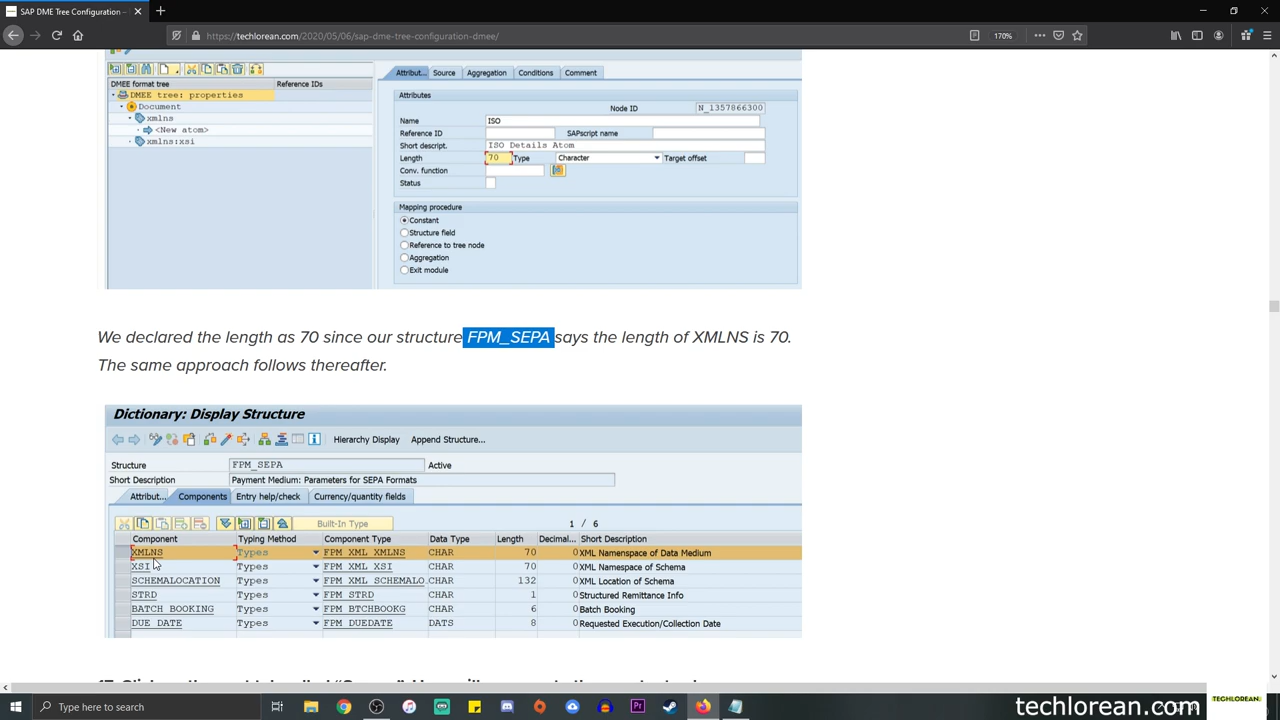 SAP DME Tree Configuration –
https://techlorean.com/2020/05/06/sap-dme-tree-configuration-dmee/
170%
DMEE format tree Reference IDs
DMEE tree: properties
Document
xmlns
<New atom>
xmlns:xsi
Attribut... Source Aggregation Conditions Comment
Attributes
Node ID N_1357866300
Name ISO
Reference ID SAPscript name
Short descript. ISO Details Atom
Length 70 Type Character Target offset
Conv. function
Status
Mapping procedure
Constant
Structure field
Reference to tree node
Aggregation
Exit module
We declared the length as 70 since our structure FPM_SEPA says the length of XMLNS is 70.
The same approach follows thereafter.
Dictionary: Display Structure
Hierarchy Display Append Structure...
Structure FPM_SEPA Active
Short Description Payment Medium: Parameters for SEPA Formats
Attribut... Components Entry help/check Currency/quantity fields
Built-In Type 1 / 6
Component Typing Method Component Type Data Type Length Decimal... Short Description
XMLNS Types FPM_XML_XMLNS CHAR 70 0 XML Namenspace of Data Medium
XSI Types FPM_XML_XSI CHAR 70 0 XML Namespace of Schema
SCHEMALOCATION Types FPM_XML_SCHEMALO.. CHAR 132 0 XML Location of Schema
STRD Types FPM_STRD CHAR 1 0 Structured Remittance Info
BATCH_BOOKING Types FPM_BTCHBOOKG CHAR 6 0 Batch Booking
DUE_DATE Types FPM_DUEDATE DATS 8 0 Requested Execution/Collection Date
Type here to search
techlorean.com
TECHLOREAN